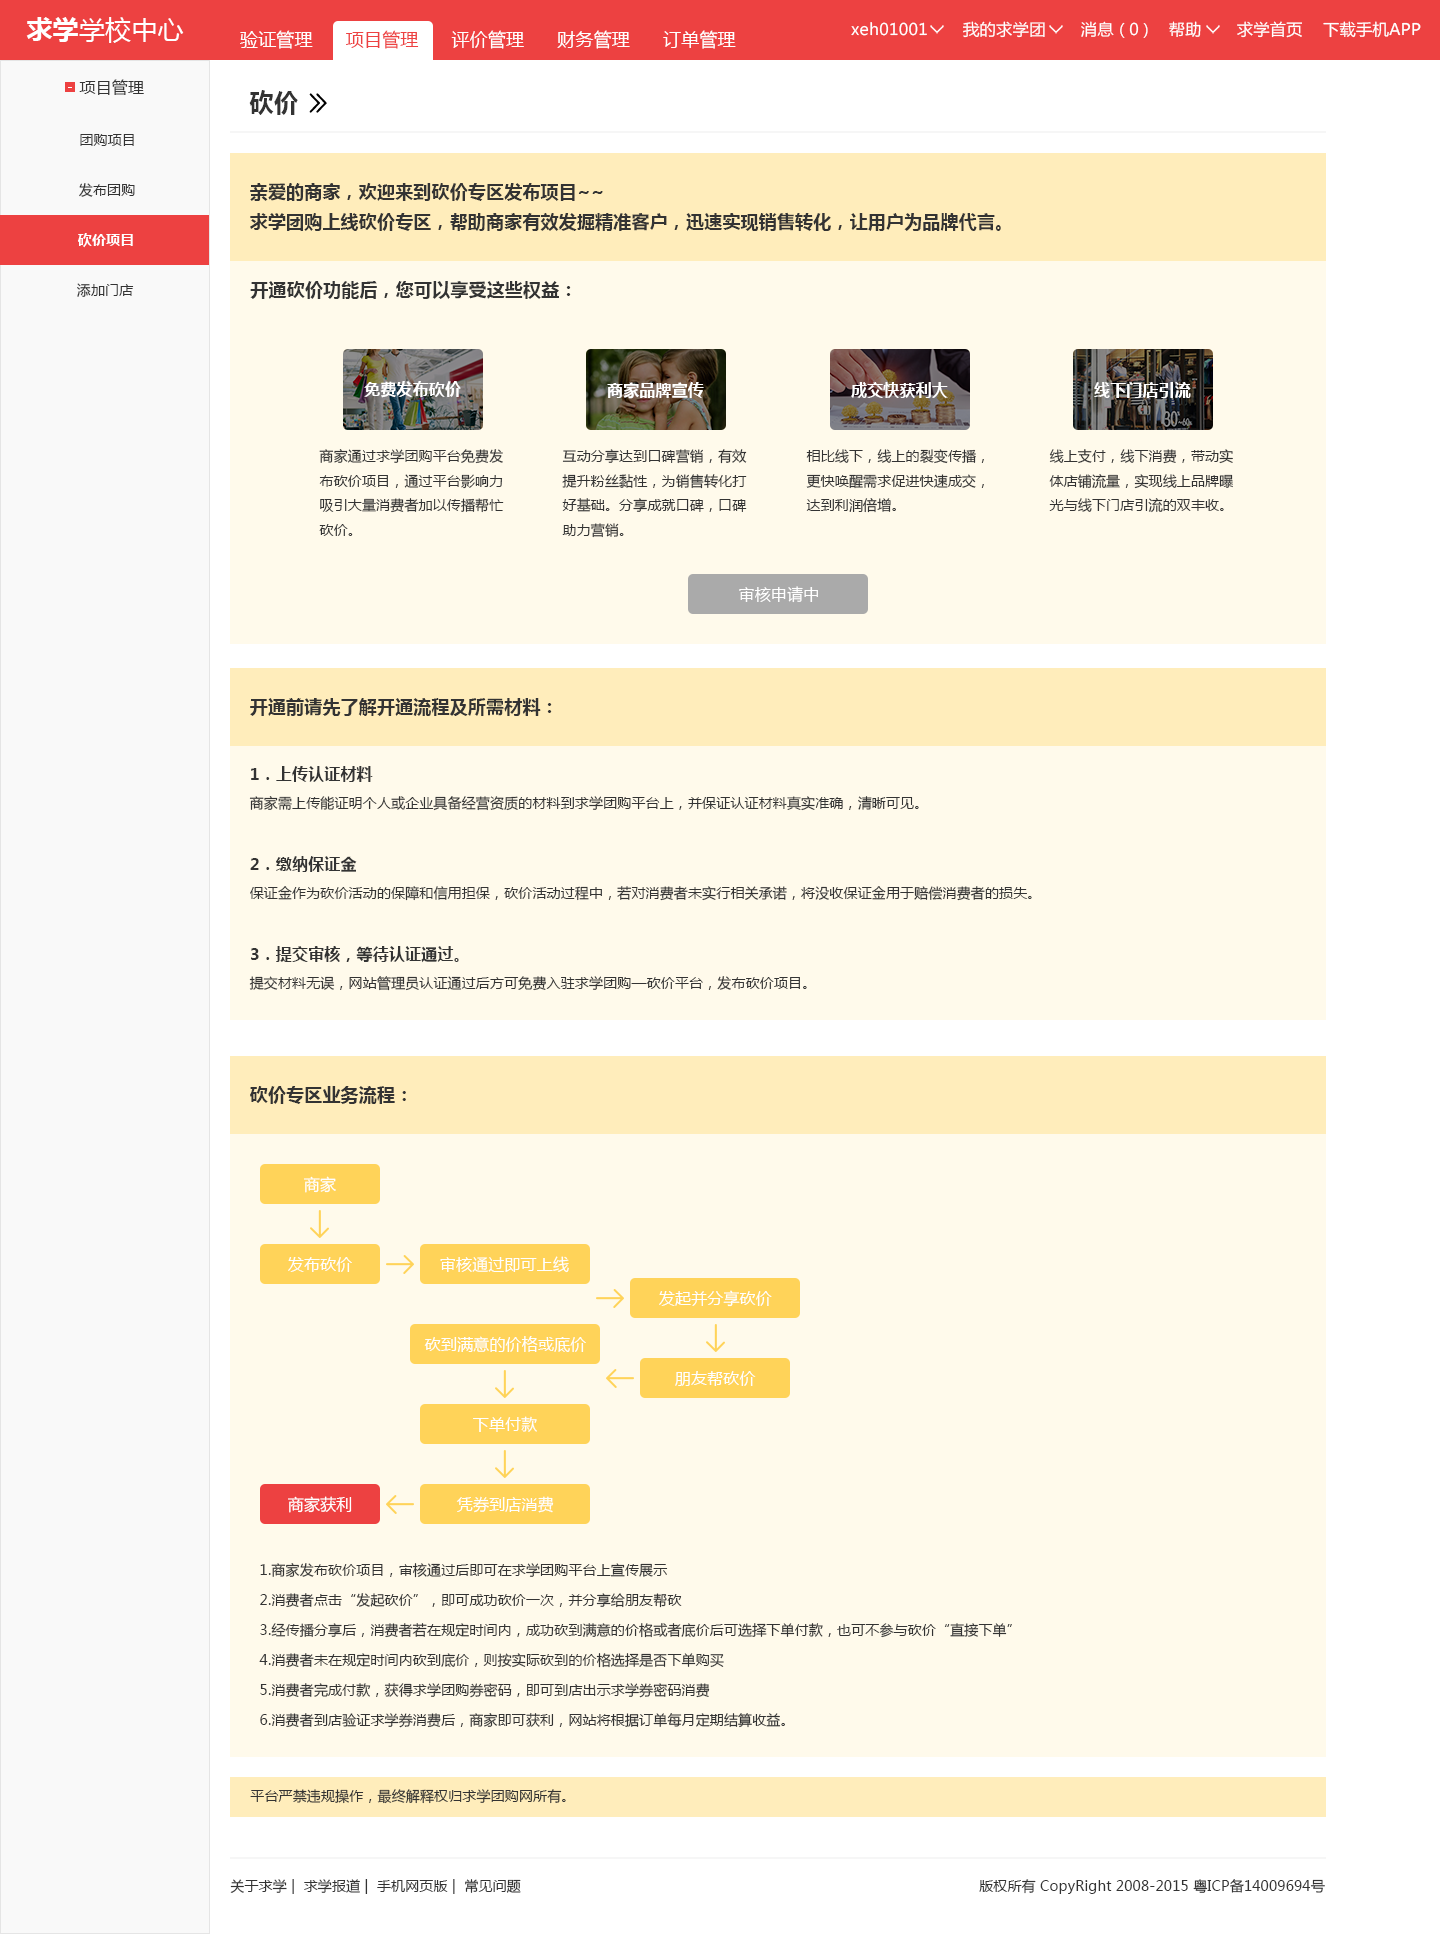 求学学校中心
验证管理 项目管理 评价管理 财务管理 订单管理
xeh01001 我的求学团 消息（0） 帮助 求学首页 下载手机APP
项目管理
团购项目
发布团购
砍价项目
添加门店
砍价
亲爱的商家，欢迎来到砍价专区发布项目~~
求学团购上线砍价专区，帮助商家有效发掘精准客户，迅速实现销售转化，让用户为品牌代言。
开通砍价功能后，您可以享受这些权益：
免费发布砍价
商家通过求学团购平台免费发
布砍价项目，通过平台影响力
吸引大量消费者加以传播帮忙
砍价。
商家品牌宣传
互动分享达到口碑营销，有效
提升粉丝黏性，为销售转化打
好基础。分享成就口碑，口碑
助力营销。
成交快获利大
相比线下，线上的裂变传播，
更快唤醒需求促进快速成交，
达到利润倍增。
线下门店引流
线上支付，线下消费，带动实
体店铺流量，实现线上品牌曝
光与线下门店引流的双丰收。
审核申请中
开通前请先了解开通流程及所需材料：
1．上传认证材料
商家需上传能证明个人或企业具备经营资质的材料到求学团购平台上，并保证认证材料真实准确，清晰可见。
2．缴纳保证金
保证金作为砍价活动的保障和信用担保，砍价活动过程中，若对消费者未实行相关承诺，将没收保证金用于赔偿消费者的损失。
3．提交审核，等待认证通过。
提交材料无误，网站管理员认证通过后方可免费入驻求学团购—砍价平台，发布砍价项目。
砍价专区业务流程：
商家
发布砍价
审核通过即可上线
发起并分享砍价
砍到满意的价格或底价
朋友帮砍价
下单付款
商家获利
凭券到店消费
1.商家发布砍价项目，审核通过后即可在求学团购平台上宣传展示
2.消费者点击“发起砍价”，即可成功砍价一次，并分享给朋友帮砍
3.经传播分享后，消费者若在规定时间内，成功砍到满意的价格或者底价后可选择下单付款，也可不参与砍价“直接下单”
4.消费者未在规定时间内砍到底价，则按实际砍到的价格选择是否下单购买
5.消费者完成付款，获得求学团购券密码，即可到店出示求学券密码消费
6.消费者到店验证求学券消费后，商家即可获利，网站将根据订单每月定期结算收益。
平台严禁违规操作，最终解释权归求学团购网所有。
关于求学 | 求学报道 | 手机网页版 | 常见问题
版权所有 CopyRight 2008-2015 粤ICP备14009694号